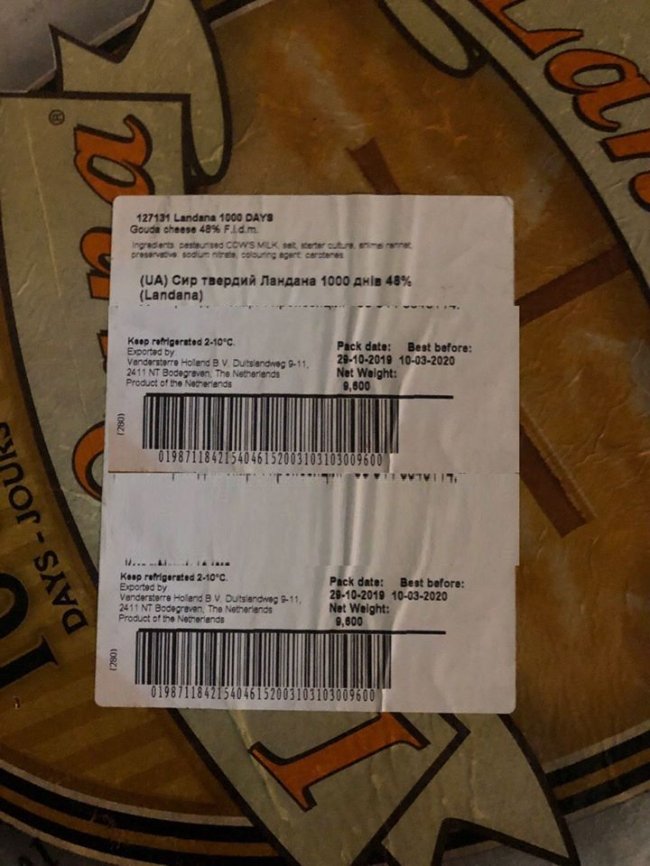 ®
127131 Landana 1000 DAYS
Gouda cheese 48% F.i.d.m.
Ingredients: pasteurised COW'S MILK, salt, starter culture, animal rennet,
preservative: sodium nitrate, colouring agent: carotenes.
(UA) Сир твердий Ландана 1000 днів 48%
(Landana)
Keep refrigerated 2-10°C.
Exported by
Vandersterre Holland B.V. Duitslandweg 9-11,
2411 NT Bodegraven, The Netherlands
Product of the Netherlands
Pack date: Best before:
29-10-2019 10-03-2020
Net Weight:
9,600
(280)
0198711842154046152003103103009600
Keep refrigerated 2-10°C.
Exported by
Vandersterre Holland B.V. Duitslandweg 9-11,
2411 NT Bodegraven, The Netherlands
Product of the Netherlands
Pack date: Best before:
29-10-2019 10-03-2020
Net Weight:
9,600
(280)
0198711842154046152003103103009600
DAYS - JOURS